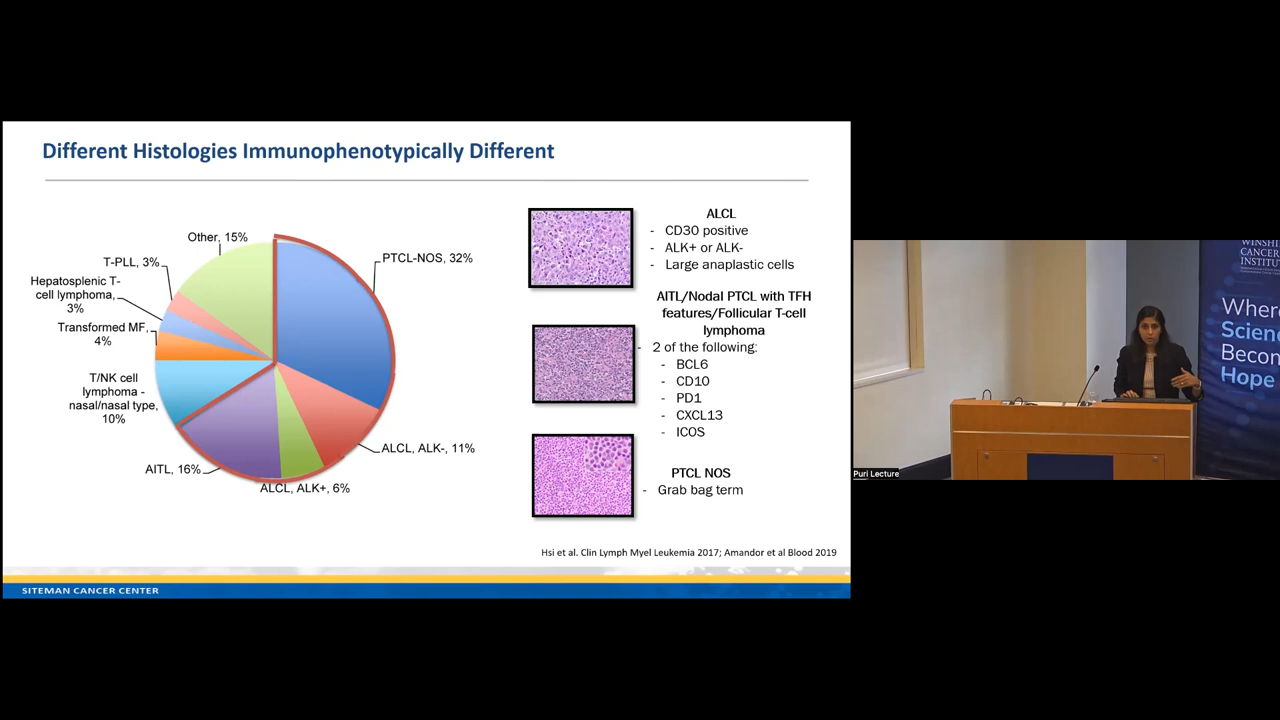 Different Histologies Immunophenotypically Different
Other, 15%
T-PLL, 3%
Hepatosplenic T-
cell lymphoma,
3%
Transformed MF,
4%
T/NK cell
lymphoma -
nasal/nasal type,
10%
AITL, 16%
ALCL, ALK+, 6%
ALCL, ALK-, 11%
PTCL-NOS, 32%
ALCL
- CD30 positive
- ALK+ or ALK-
- Large anaplastic cells
AITL/Nodal PTCL with TFH
features/Follicular T-cell
lymphoma
- 2 of the following:
- BCL6
- CD10
- PD1
- CXCL13
- ICOS
PTCL NOS
- Grab bag term
Hsi et al. Clin Lymph Myel Leukemia 2017; Amandor et al Blood 2019
SITEMAN CANCER CENTER
WINSHI
CANCER
INSTITU
Where
Scien
Becom
Hope
Puri Lecture